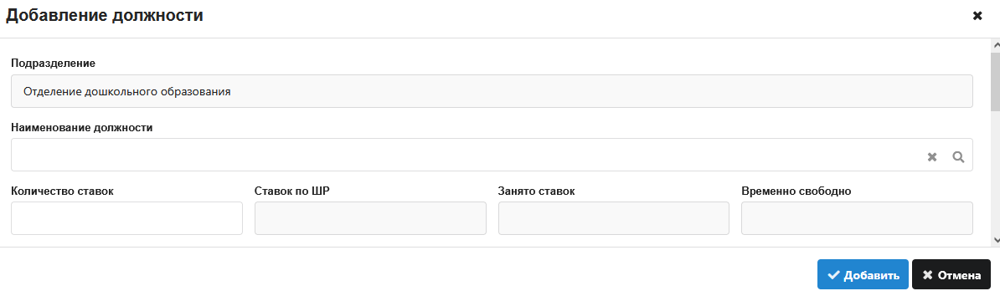 Добавление должности
Подразделение
Отделение дошкольного образования
Наименование должности
Количество ставок
Ставок по ШР
Занято ставок
Временно свободно
Добавить
Отмена